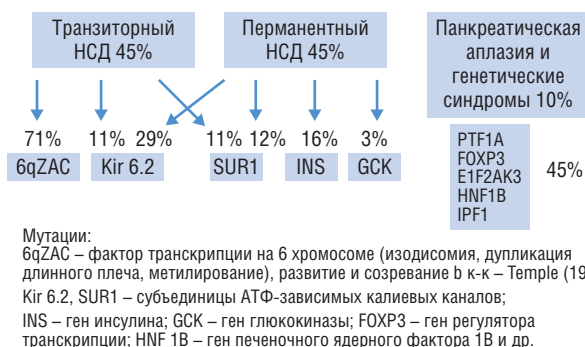 Транзиторный
НСД 45%
Перманентный
НСД 45%
Панкреатическая
аплазия и
генетические
синдромы 10%
71% 11% 29% 11% 12% 16% 3%
6qZAC Kir 6.2 SUR1 INS GCK
PTF1A
FOXP3
E1F2AK3
HNF1B
IPF1
45%
Мутации:
6qZAC – фактор транскрипции на 6 хромосоме (изодисомия, дупликация
длинного плеча, метилирование), развитие и созревание b к-к – Temple (19
Kir 6.2, SUR1 – субъединицы АТФ-зависимых калиевых каналов;
INS – ген инсулина; GCK – ген глюкокиназы; FOXP3 – ген регулятора
транскрипции; HNF 1B – ген печеночного ядерного фактора 1В и др.